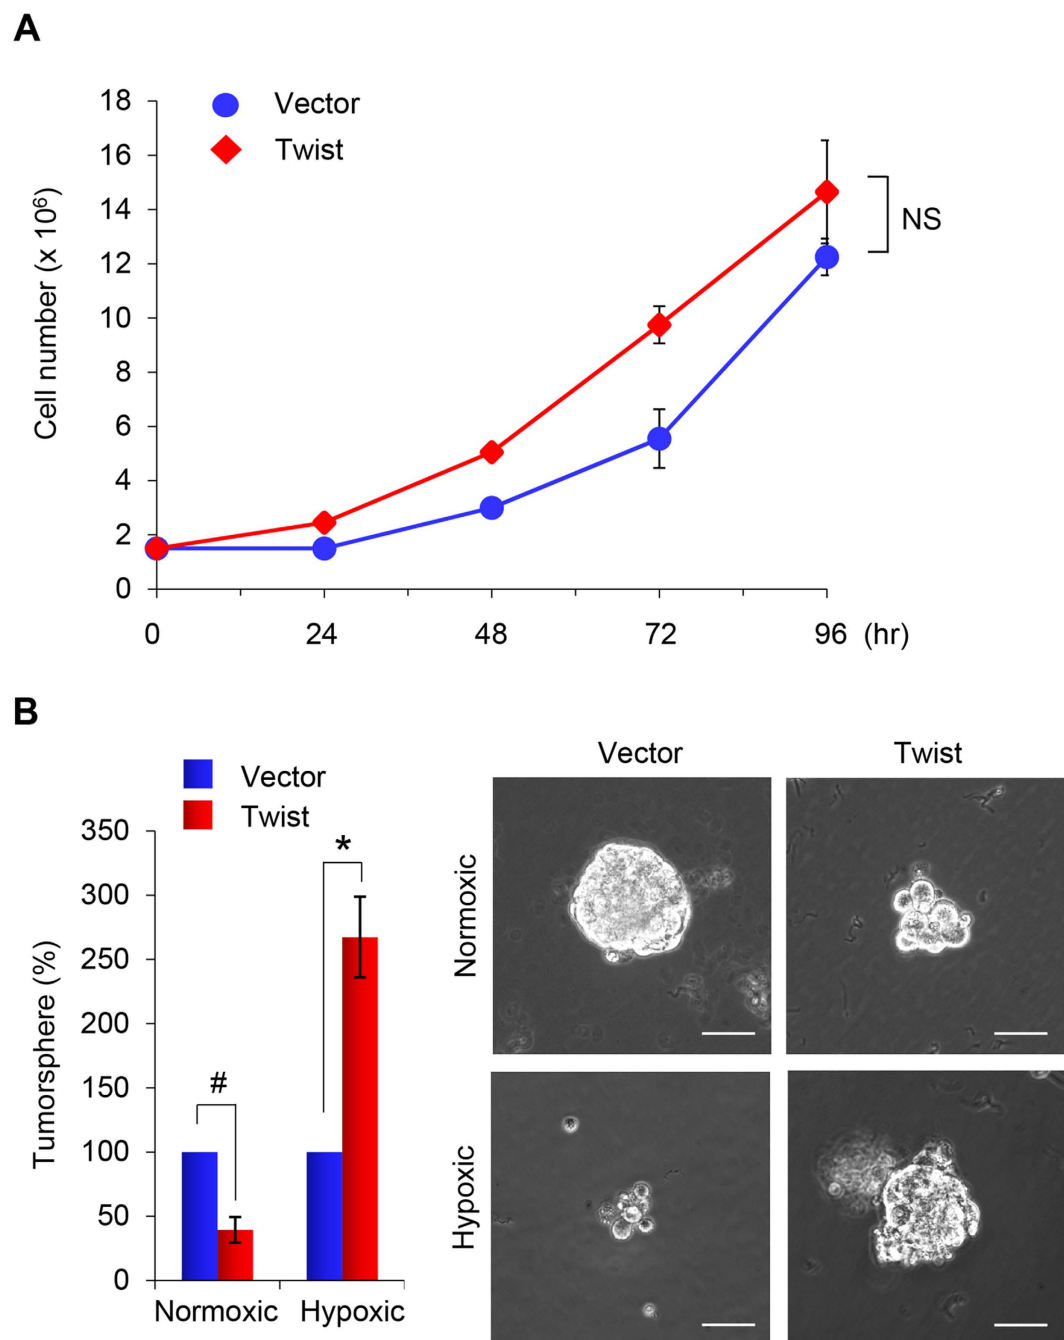 A
Vector
Twist
Cell number (x 10⁶)
18
16
14
12
10
8
6
4
2
0
NS
0 24 48 72 96 (hr)
B
Vector
Twist
Tumorsphere (%)
350
300
250
200
150
100
50
0
#
*
Normoxic Hypoxic
Vector Twist
Normoxic
Hypoxic